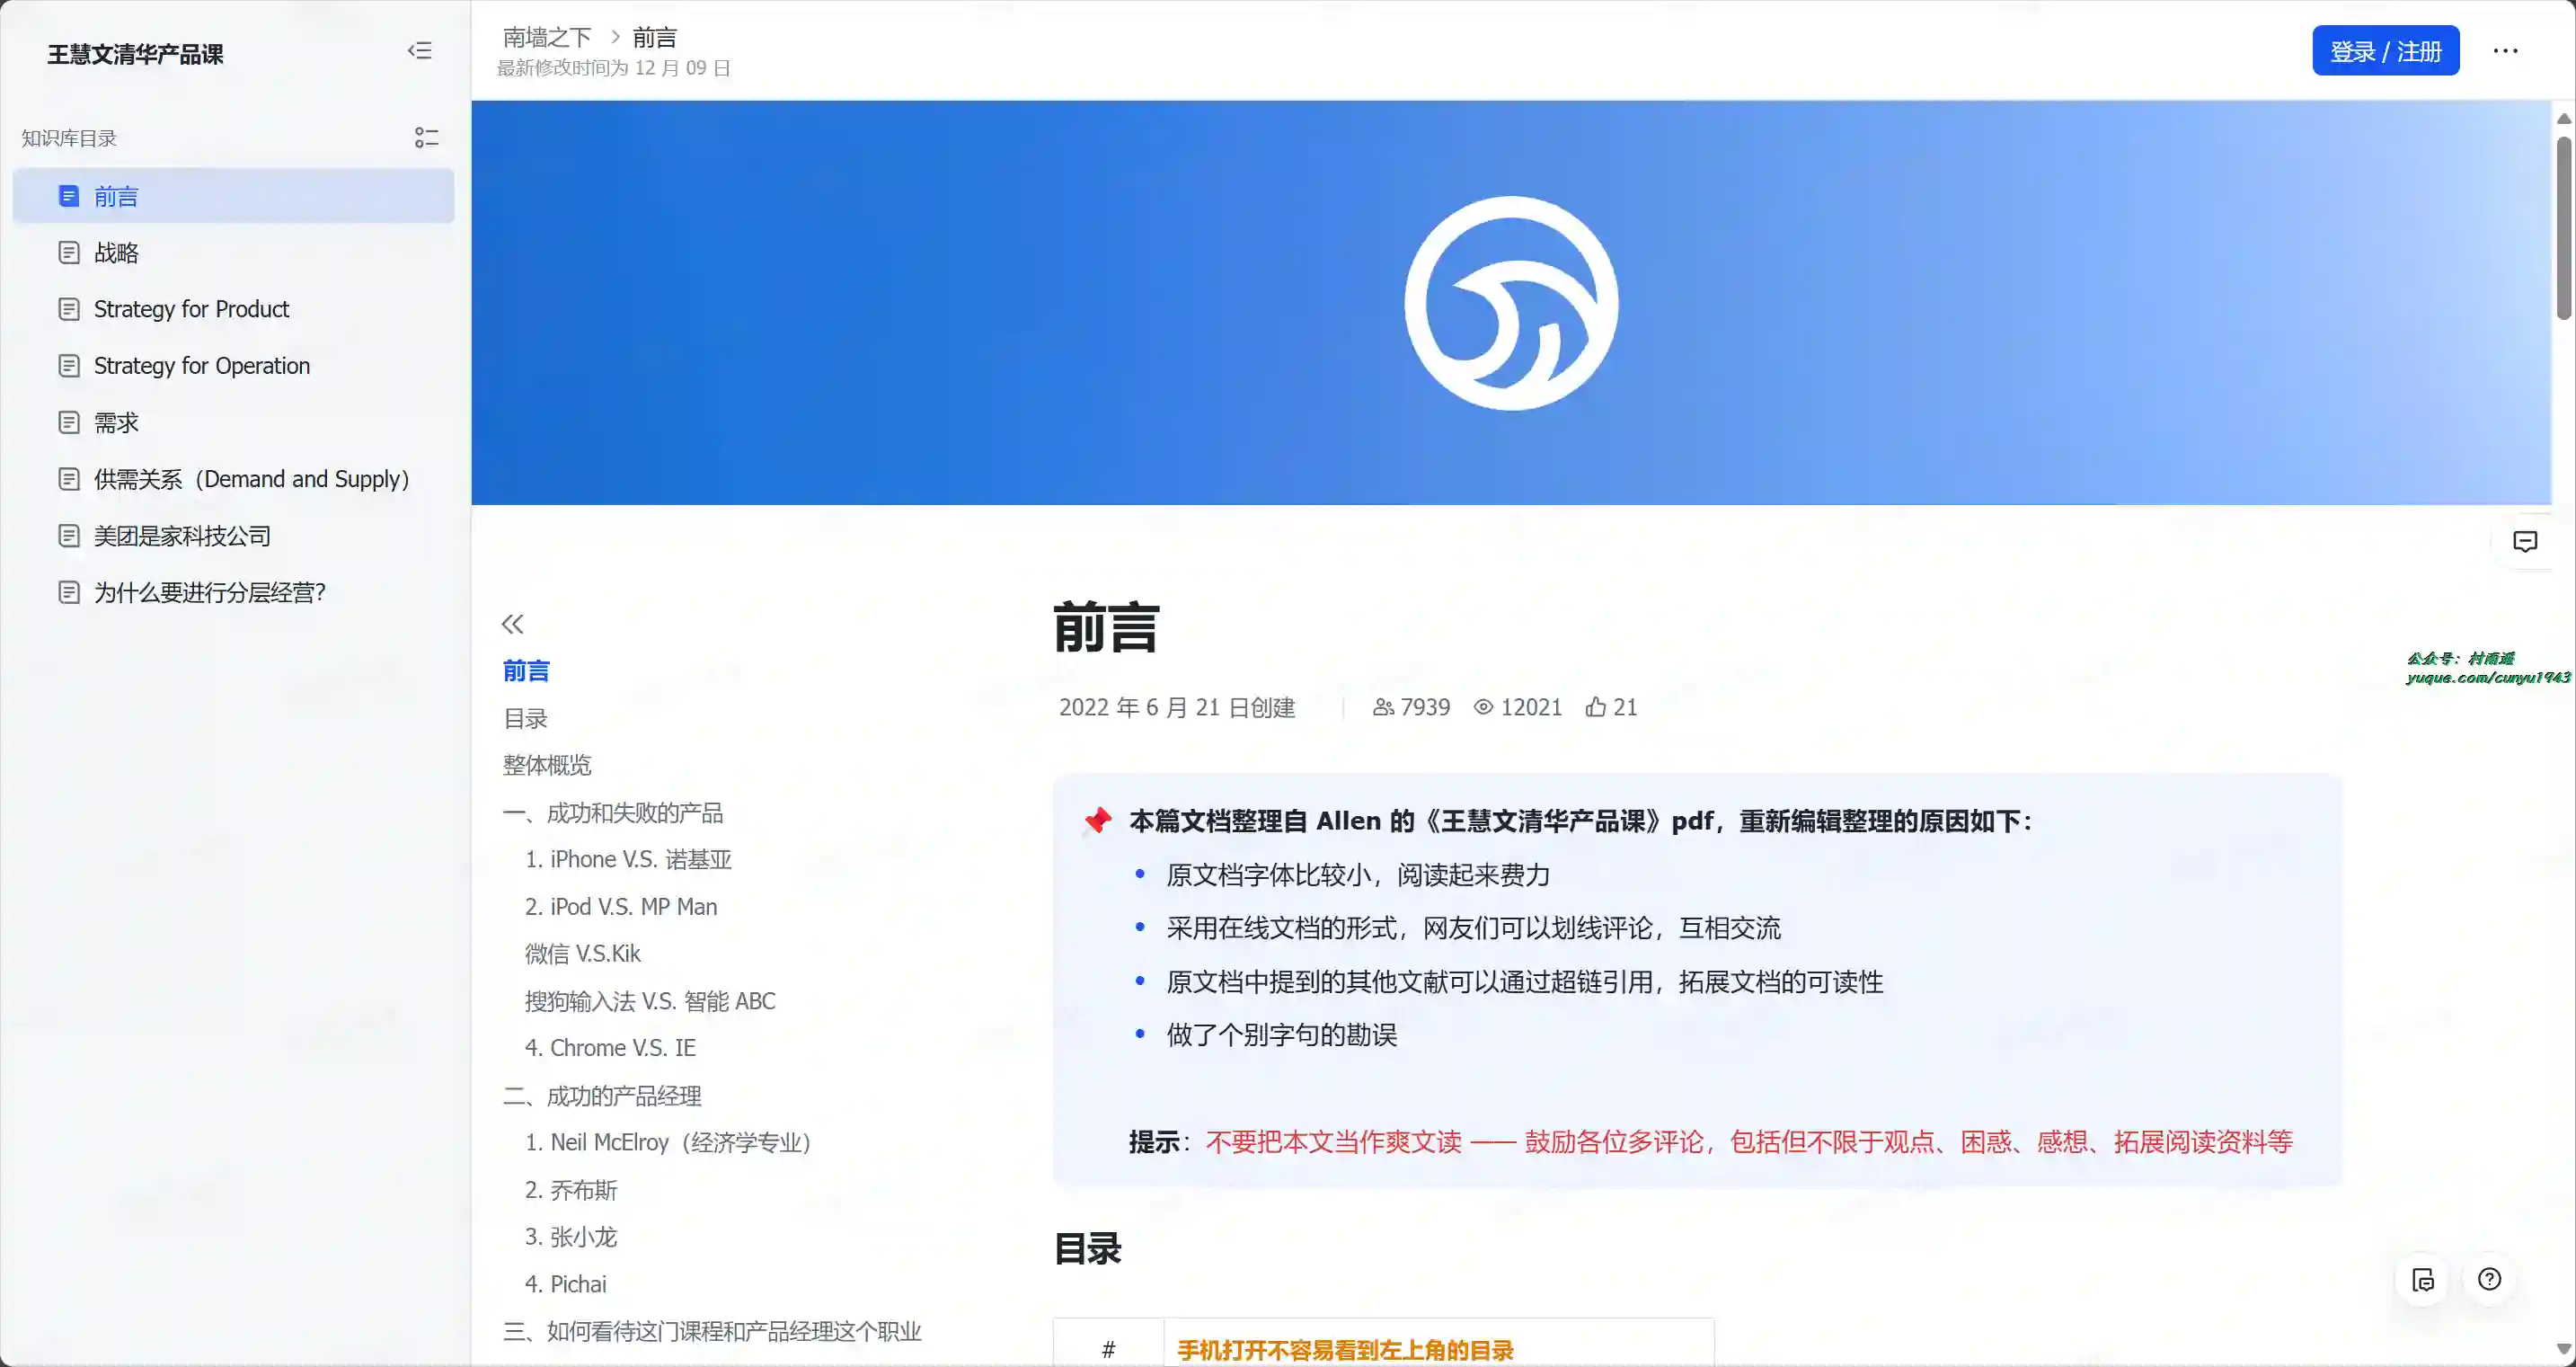 王慧文清华产品课
知识库目录
前言
战略
Strategy for Product
Strategy for Operation
需求
供需关系（Demand and Supply）
美团是家科技公司
为什么要进行分层经营?
南墙之下 > 前言
最新修改时间为 12 月 09 日
登录 / 注册
前言
目录
整体概览
一、成功和失败的产品
1. iPhone V.S. 诺基亚
2. iPod V.S. MP Man
微信 V.S.Kik
搜狗输入法 V.S. 智能 ABC
4. Chrome V.S. IE
二、成功的产品经理
1. Neil McElroy（经济学专业）
2. 乔布斯
3. 张小龙
4. Pichai
三、如何看待这门课程和产品经理这个职业
前言
2022 年 6 月 21 日创建 7939 12021 21
本篇文档整理自 Allen 的《王慧文清华产品课》pdf，重新编辑整理的原因如下：
• 原文档字体比较小，阅读起来费力
• 采用在线文档的形式，网友们可以划线评论，互相交流
• 原文档中提到的其他文献可以通过超链引用，拓展文档的可读性
• 做了个别字句的勘误
提示：不要把本文当作爽文读 —— 鼓励各位多评论，包括但不限于观点、困惑、感想、拓展阅读资料等
目录
# 手机打开不容易看到左上角的目录
公众号：村雨遥
yuque.com/cunyu1943